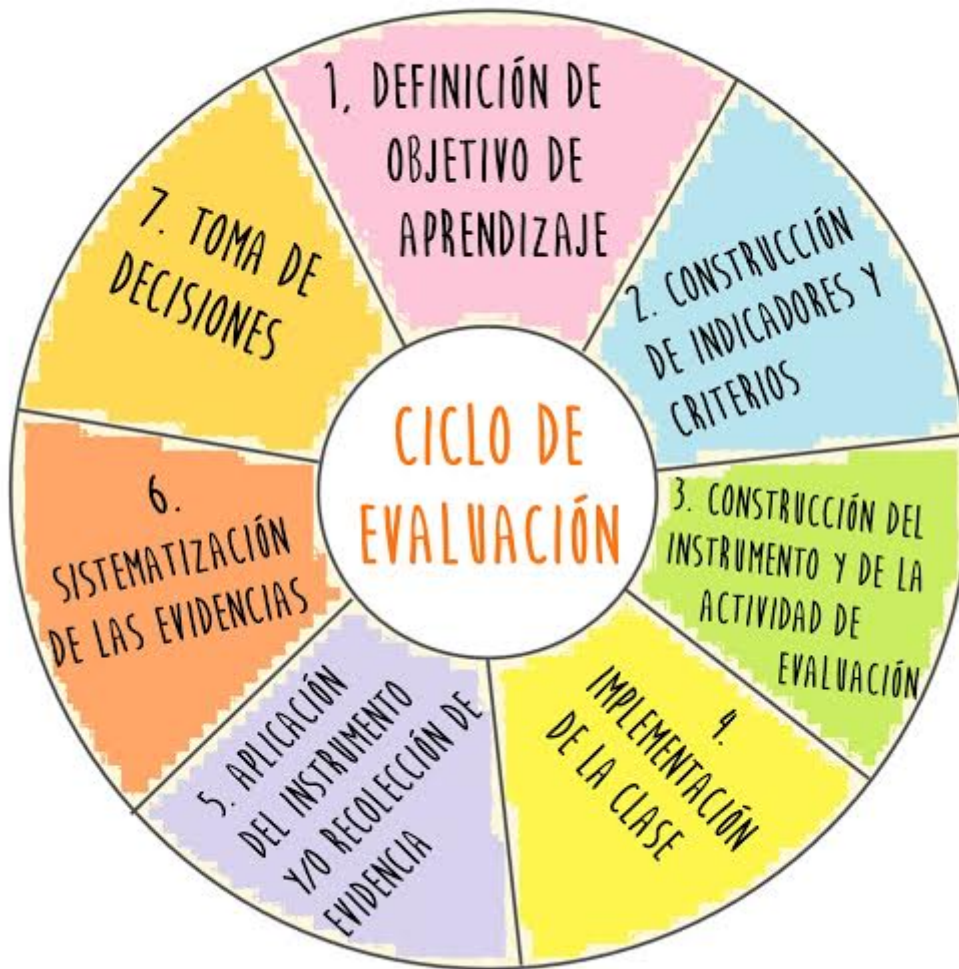 1, DEFINICIÓN DE
OBJETIVO DE
APRENDIZAJE
2. CONSTRUCCIÓN
DE INDICADORES Y
CRITERIOS
3. CONSTRUCCIÓN DEL
INSTRUMENTO Y DE LA
ACTIVIDAD DE
EVALUACIÓN
4.
IMPLEMENTACIÓN
DE LA CLASE
5. APLICACIÓN
DEL INSTRUMENTO
Y/O RECOLECCIÓN DE
EVIDENCIA
6.
SISTEMATIZACIÓN
DE LAS EVIDENCIAS
7. TOMA DE
DECISIONES
CICLO DE
EVALUACIÓN